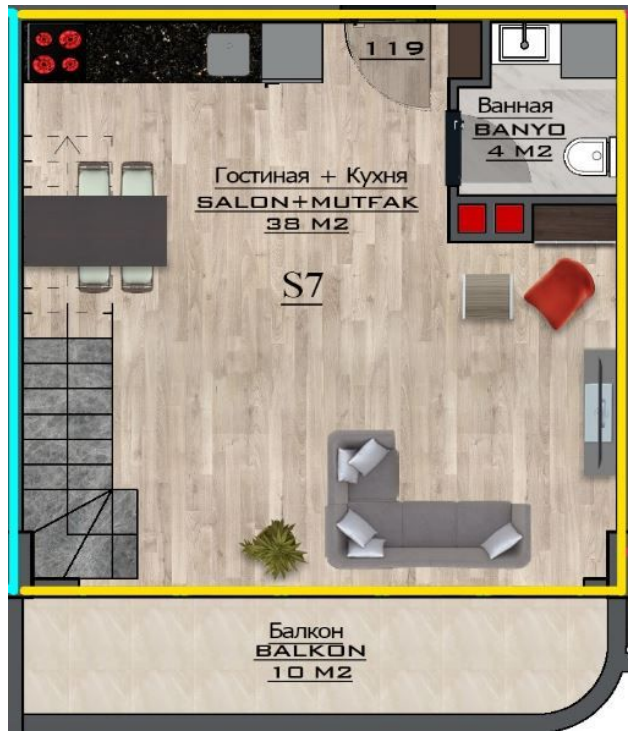 119
Ванная
BANYO
4 M2
Гостиная + Кухня
SALON+MUTFAK
38 M2
S7
Балкон
BALKON
10 M2